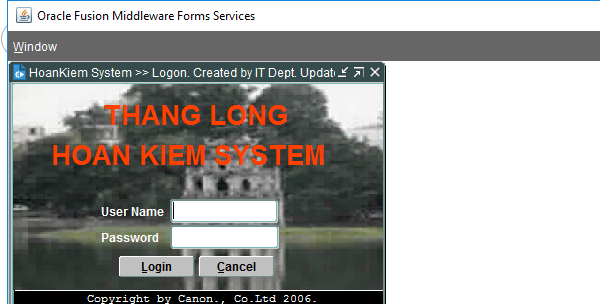 Oracle Fusion Middleware Forms Services
Window
HoanKiem System >> Logon. Created by IT Dept. Updat
THANG LONG
HOAN KIEM SYSTEM
User Name
Password
Login Cancel
Copyright by Canon., Co.Ltd 2006.